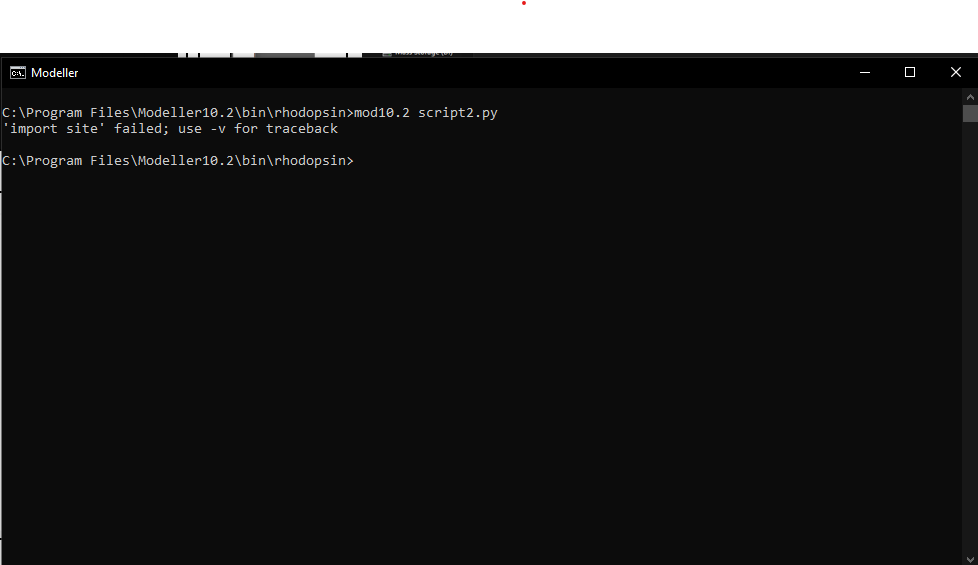 Modeller
C:\Program Files\Modeller10.2\bin\rhodopsin>mod10.2 script2.py
'import site' failed; use -v for traceback
C:\Program Files\Modeller10.2\bin\rhodopsin>